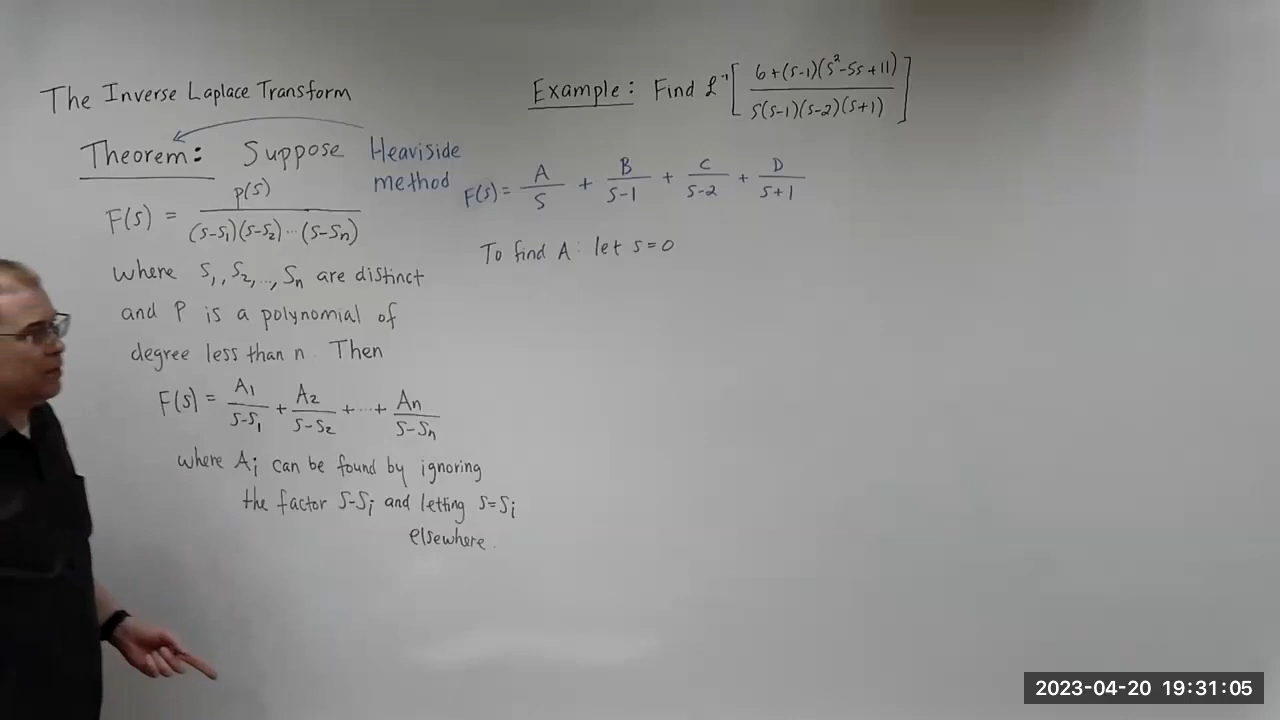 The Inverse Laplace Transform
Theorem: Suppose
Heaviside
method
F(s) = p(s) / (s-s₁)(s-s₂)...(s-sₙ)
where s₁, s₂, ..., sₙ are distinct
and P is a polynomial of
degree less than n. Then
F(s) = A₁/(s-s₁) + A₂/(s-s₂) + ... + Aₙ/(s-sₙ)
where Aᵢ can be found by ignoring
the factor s-sᵢ and letting s=sᵢ
elsewhere.
Example: Find ℒ⁻¹[ (6+(s-1)(s²-5s+11)) / (s(s-1)(s-2)(s+1)) ]
F(s) = A/s + B/(s-1) + C/(s-2) + D/(s+1)
To find A: let s=0
2023-04-20 19:31:05